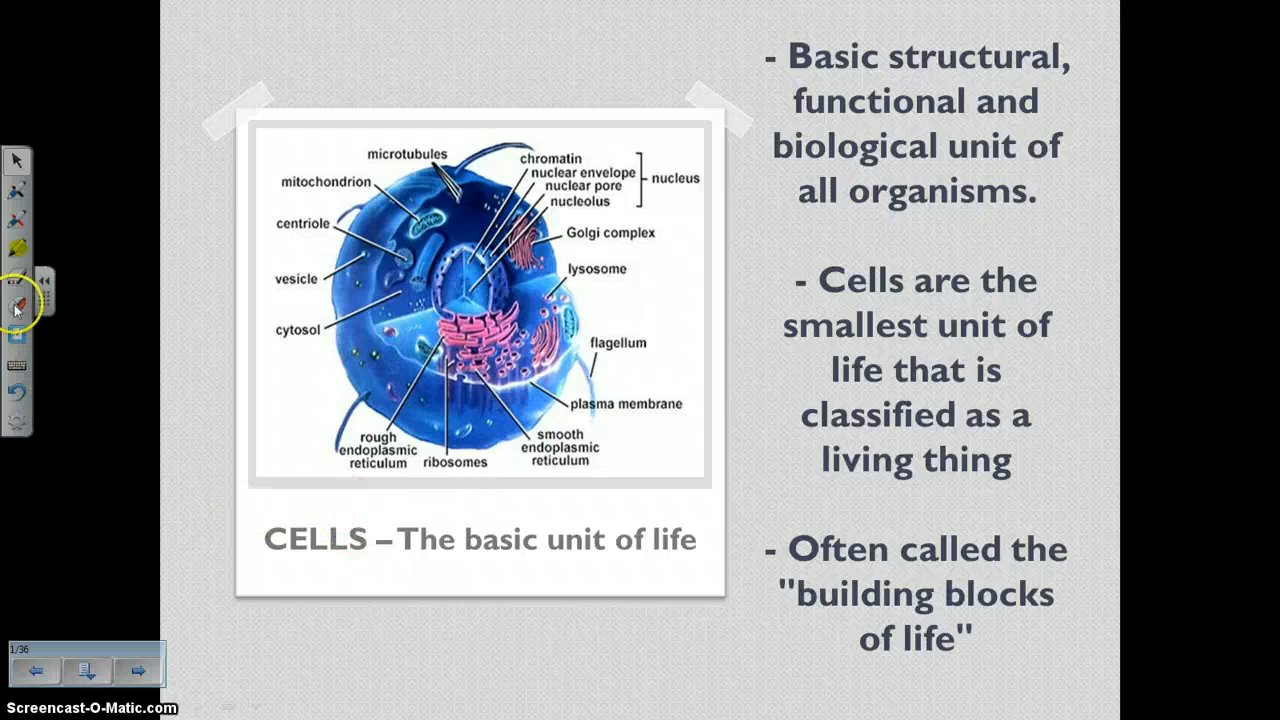 microtubules
mitochondrion
centriole
vesicle
cytosol
chromatin
nuclear envelope
nuclear pore
nucleolus
nucleus
Golgi complex
lysosome
flagellum
plasma membrane
smooth
endoplasmic
reticulum
ribosomes
rough
endoplasmic
reticulum
CELLS – The basic unit of life
- Basic structural,
functional and
biological unit of
all organisms.
- Cells are the
smallest unit of
life that is
classified as a
living thing
- Often called the
"building blocks
of life"
1/36
Screencast-O-Matic.com